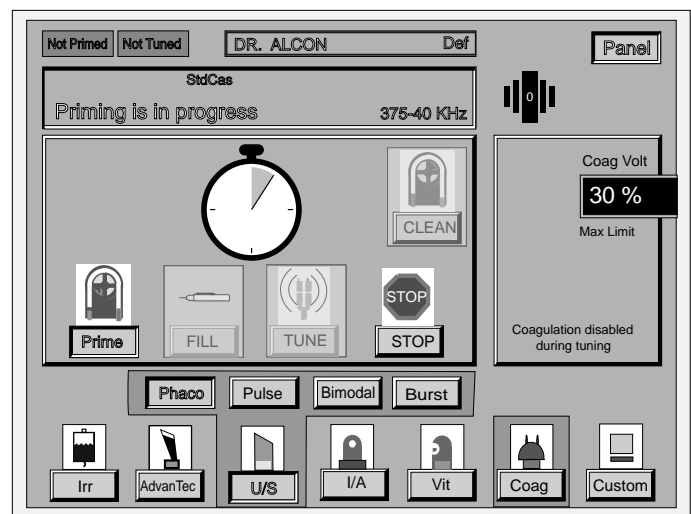 Not Primed Not Tuned DR. ALCON Def Panel
StdCas
Priming is in progress 375-40 KHz
0
Coag Volt
30 %
Max Limit
CLEAN
STOP
Prime FILL TUNE STOP
Coagulation disabled
during tuning
Phaco Pulse Bimodal Burst
Irr AdvanTec U/S I/A Vit Coag Custom